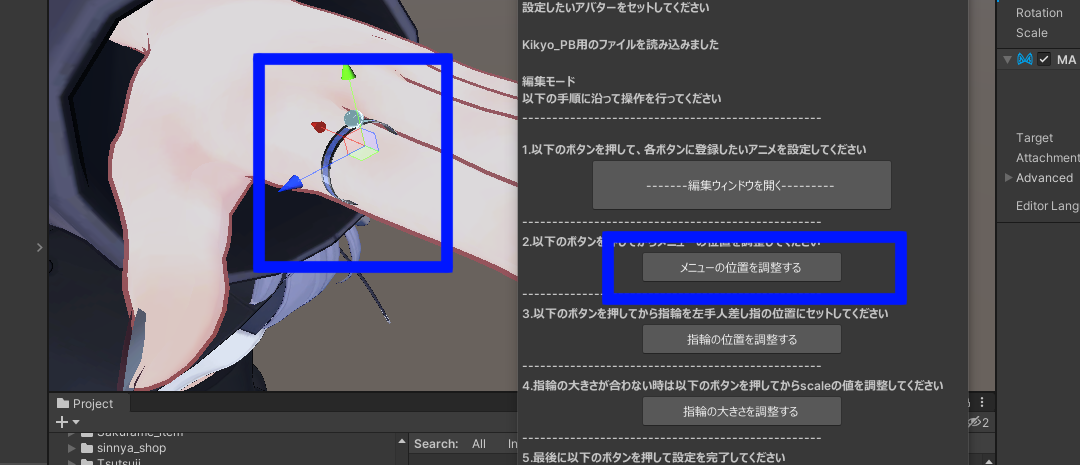 設定したいアバターをセットしてください
Kikyo_PB用のファイルを読み込みました
編集モード
以下の手順に沿って操作を行ってください
--------------------------------------------------
1.以下のボタンを押して、各ボタンに登録したいアニメを設定してください
-------編集ウィンドウを開く---------
--------------------------------------------------
2.以下のボタンを押してからメニューの位置を調整してください
メニューの位置を調整する
3.以下のボタンを押してから指輪を左手人差し指の位置にセットしてください
指輪の位置を調整する
--------------------------------------------------
4.指輪の大きさが合わない時は以下のボタンを押してからscaleの値を調整してください
指輪の大きさを調整する
--------------------------------------------------
5.最後に以下のボタンを押して設定を完了してください
Rotation
Scale
MA
Target
Attachment
Advanced
Editor Lang
Project
2
Sakurame_item
sinnya_shop
Tsutsuji
Search: All In